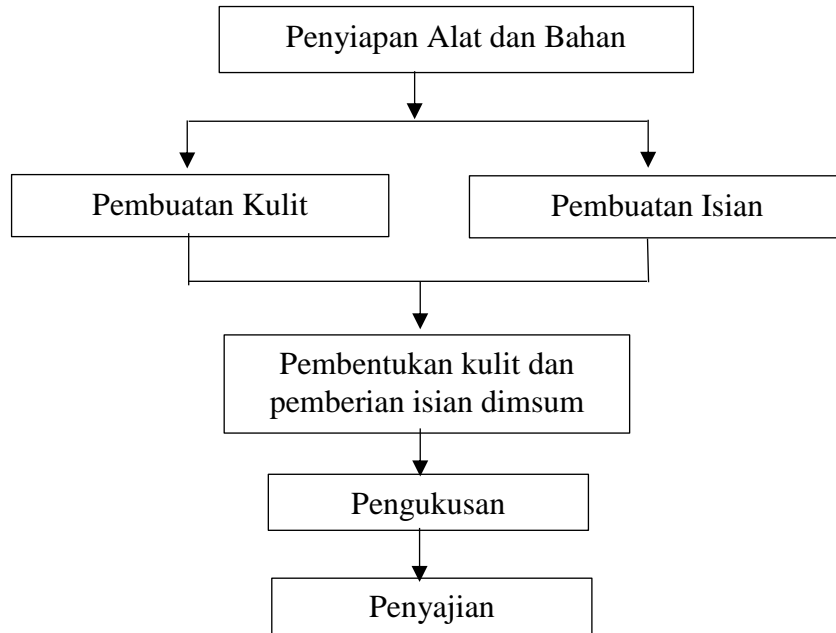 Penyiapan Alat dan Bahan
Pembuatan Kulit
Pembuatan Isian
Pembentukan kulit dan
pemberian isian dimsum
Pengukusan
Penyajian